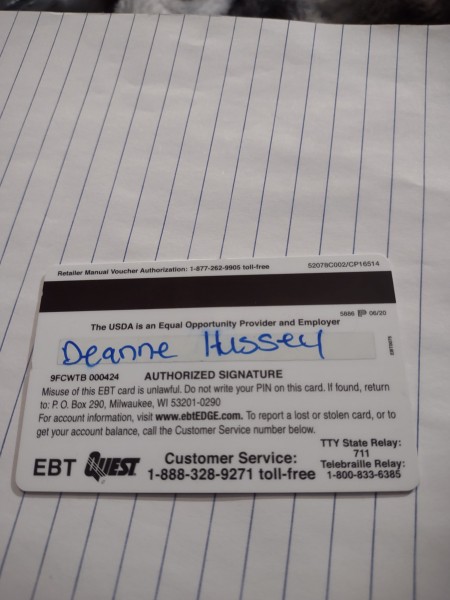 Retailer Manual Voucher Authorization: 1-877-262-9905 toll-free 52078C002/CP16514
5886 06/20
The USDA is an Equal Opportunity Provider and Employer
Deanne Hussey
9FCWTB 000424 AUTHORIZED SIGNATURE
Misuse of this EBT card is unlawful. Do not write your PIN on this card. If found, return
to: P. O. Box 290, Milwaukee, WI 53201-0290
For account information, visit www.ebtEDGE.com. To report a lost or stolen card, or to
get your account balance, call the Customer Service number below.
EBT QUEST
Customer Service:
1-888-328-9271 toll-free
TTY State Relay:
711
Telebraille Relay:
1-800-833-6385